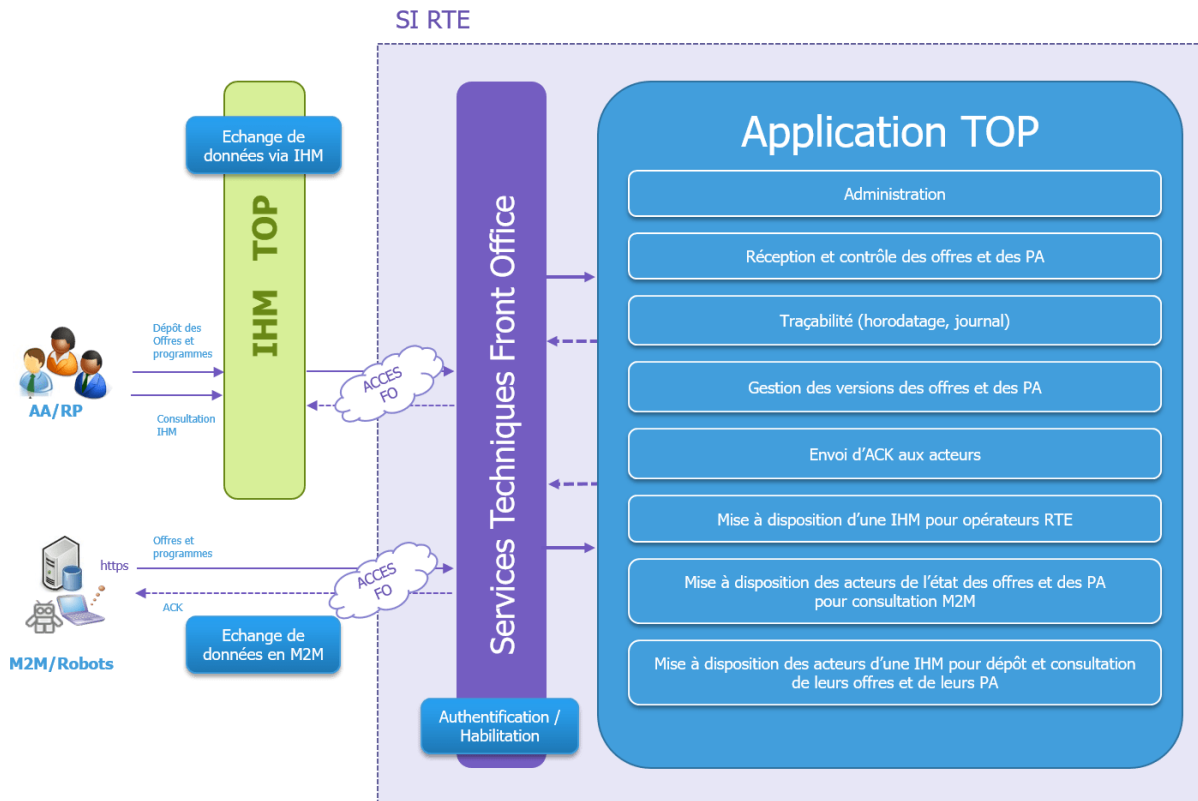 SI RTE
Echange de
données via IHM
IHM TOP
Dépôt des
Offres et
programmes
AA/RP
Consultation
IHM
ACCES
FO
Offres et
programmes
https
ACK
M2M/Robots
ACCES
FO
Echange de
données en M2M
Services Techniques Front Office
Authentification /
Habilitation
Application TOP
Administration
Réception et contrôle des offres et des PA
Traçabilité (horodatage, journal)
Gestion des versions des offres et des PA
Envoi d’ACK aux acteurs
Mise à disposition d’une IHM pour opérateurs RTE
Mise à disposition des acteurs de l’état des offres et des PA
pour consultation M2M
Mise à disposition des acteurs d’une IHM pour dépôt et consultation
de leurs offres et de leurs PA